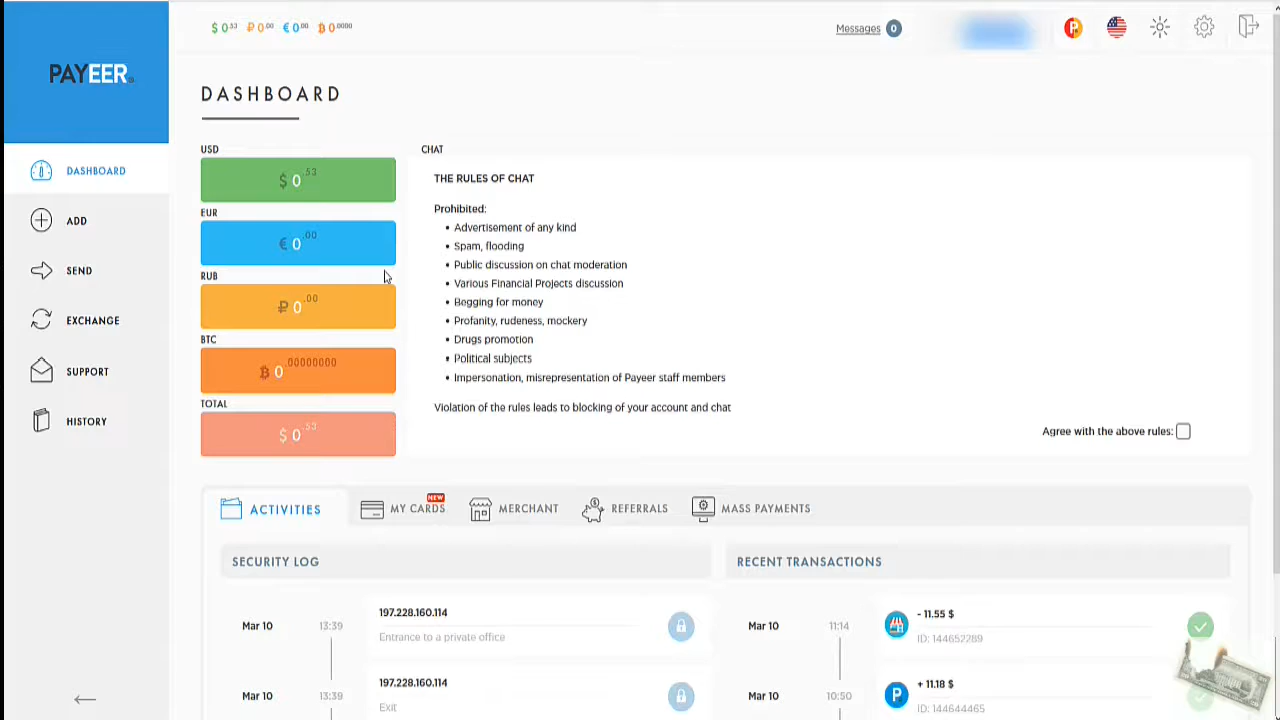 $ 0.53 ₽ 0.00 € 0.00 ₿ 0.0000
Messages 0
PAYEER
DASHBOARD
DASHBOARD
ADD
SEND
EXCHANGE
SUPPORT
HISTORY
USD
$ 0.53
EUR
€ 0.00
RUB
₽ 0.00
BTC
₿ 0.00000000
TOTAL
$ 0.53
CHAT
THE RULES OF CHAT
Prohibited:
• Advertisement of any kind
• Spam, flooding
• Public discussion on chat moderation
• Various Financial Projects discussion
• Begging for money
• Profanity, rudeness, mockery
• Drugs promotion
• Political subjects
• Impersonation, misrepresentation of Payeer staff members
Violation of the rules leads to blocking of your account and chat
Agree with the above rules:
ACTIVITIES
MY CARDS NEW
MERCHANT
REFERRALS
MASS PAYMENTS
SECURITY LOG
Mar 10 13:39 197.228.160.114
Entrance to a private office
Mar 10 13:39 197.228.160.114
Exit
RECENT TRANSACTIONS
Mar 10 11:14 - 11.55 $
ID: 144652289
Mar 10 10:50 P + 11.18 $
ID: 144644465